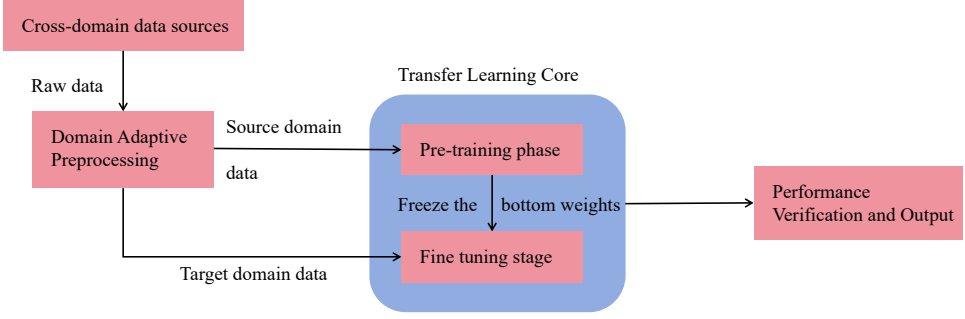 Cross-domain data sources
Raw data
Transfer Learning Core
Domain Adaptive
Preprocessing
Source domain
data
Pre-training phase
Freeze the bottom weights
Performance
Verification and Output
Fine tuning stage
Target domain data